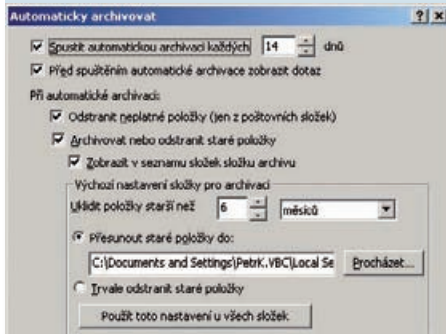 Automaticky archivovat
Spustit automatickou archivaci každých 14 dnů
Před spuštěním automatické archivace zobrazit dotaz
Při automatické archivaci:
Odstranit neplatné položky (jen z poštovních složek)
Archivovat nebo odstranit staré položky
Zobrazit v seznamu složek složku archivu
Výchozí nastavení složky pro archivaci
Uklidit položky starší než 6 měsíců
Přesunout staré položky do:
C:\Documents and Settings\PetrK.VBC\Local Se Procházet...
Trvale odstranit staré položky
Použít toto nastavení u všech složek